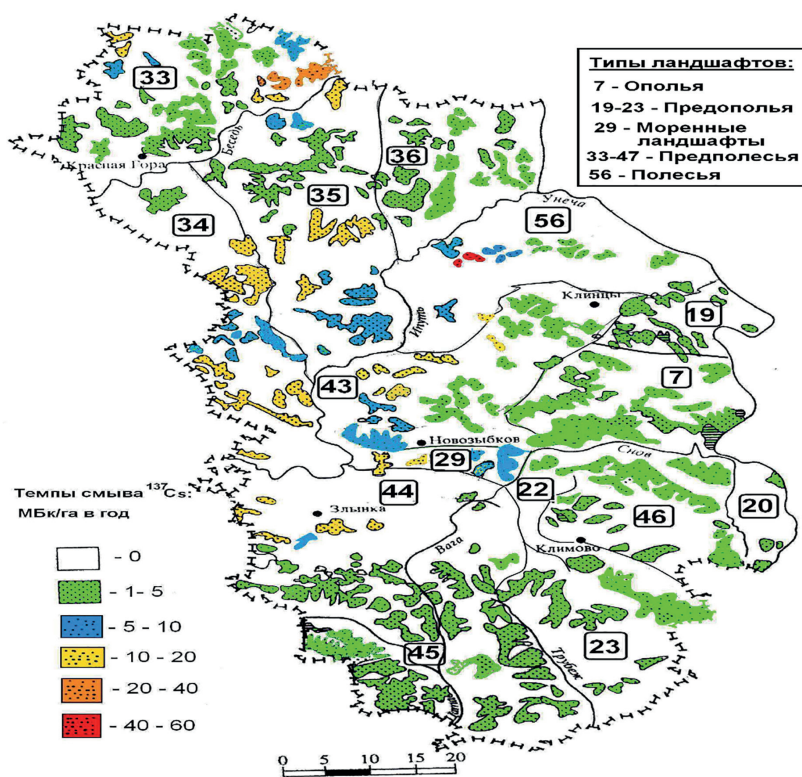 Типы ландшафтов:
7 - Ополья
19-23 - Предополья
29 - Моренные
ландшафты
33-47 - Предполесья
56 - Полесья
33
Красная Гора
Беседь
36
35
34
Унеча
56
Клинцы
19
Ипуть
7
43
Новозыбков
29
Снов
44
22
20
46
Злынка
Климово
Вага
45
23
Трубеж
Темпы смыва ¹³⁷Cs:
МБк/га в год
- 0
- 1- 5
- 5 - 10
- 10 - 20
- 20 - 40
- 40 - 60
0 5 10 15 20